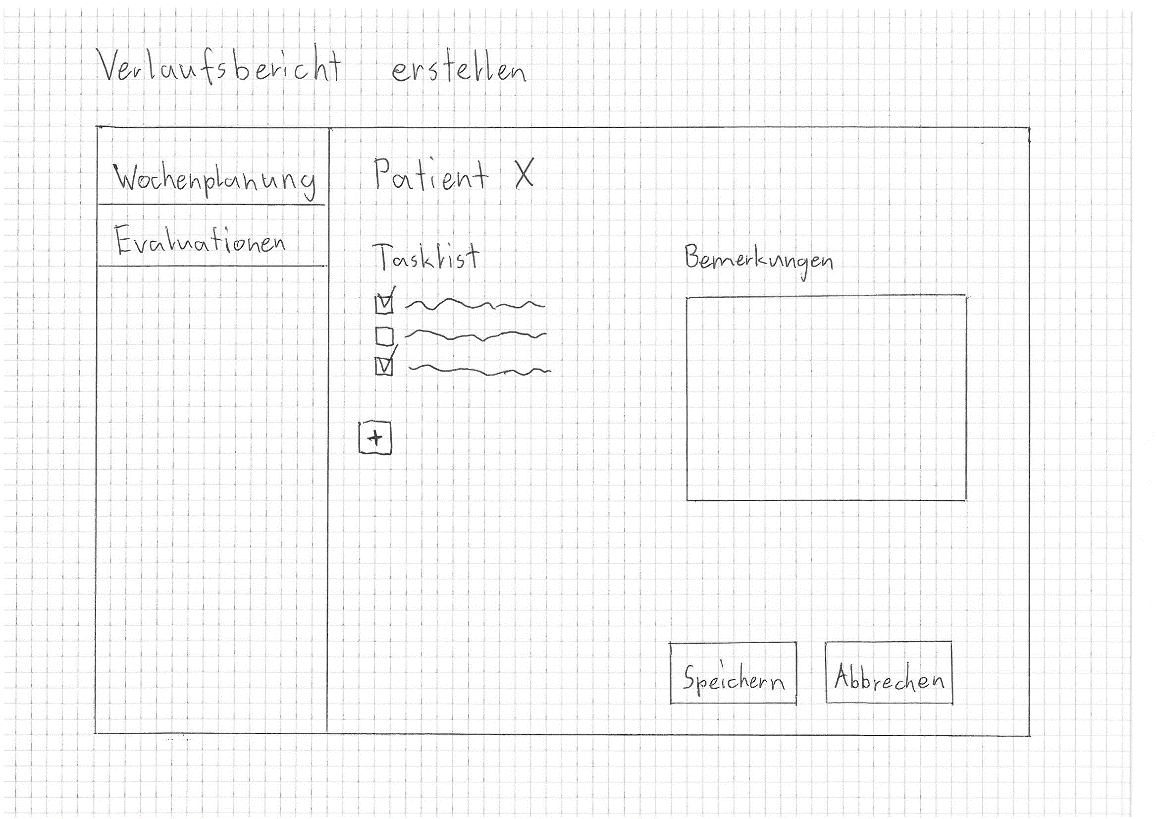 Verlaufsbericht erstellen
Wochenplanung
Evaluationen
Patient X
Tasklist
Bemerkungen
+
Speichern
Abbrechen